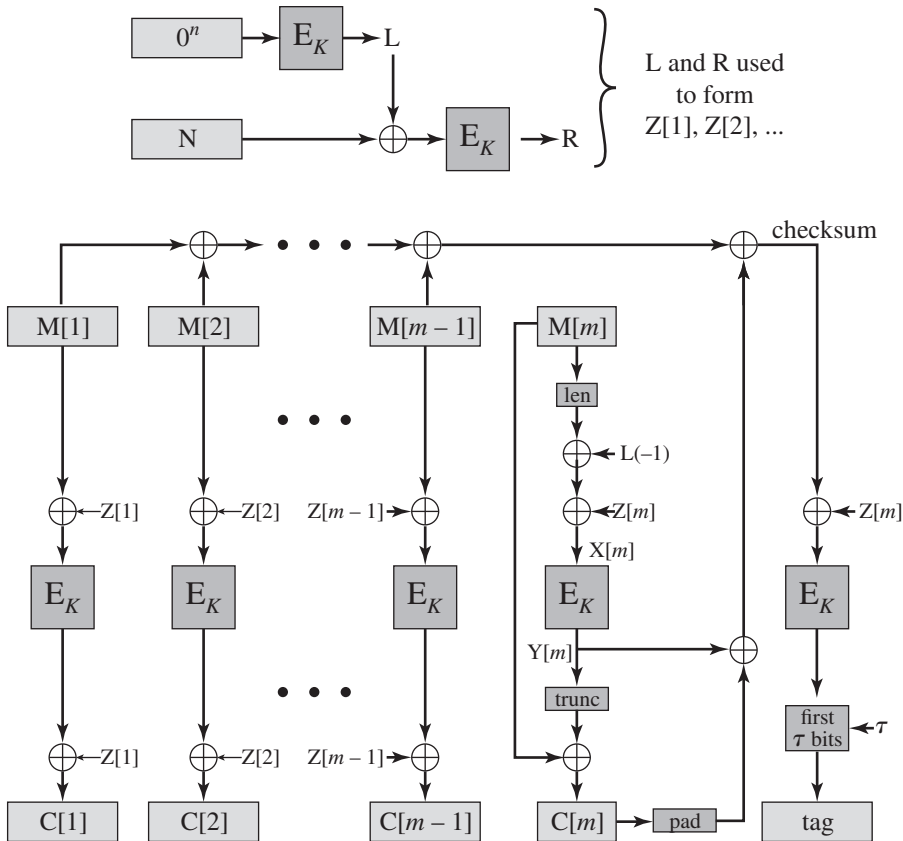 0ⁿ
E_K
L
N
E_K
R
L and R used
to form
Z[1], Z[2], ...
checksum
M[1]
M[2]
M[m – 1]
M[m]
len
L(–1)
Z[1]
Z[2]
Z[m – 1]
Z[m]
Z[m]
X[m]
E_K
E_K
E_K
E_K
E_K
Y[m]
trunc
first
τ bits
τ
Z[1]
Z[2]
Z[m – 1]
C[1]
C[2]
C[m – 1]
C[m]
pad
tag